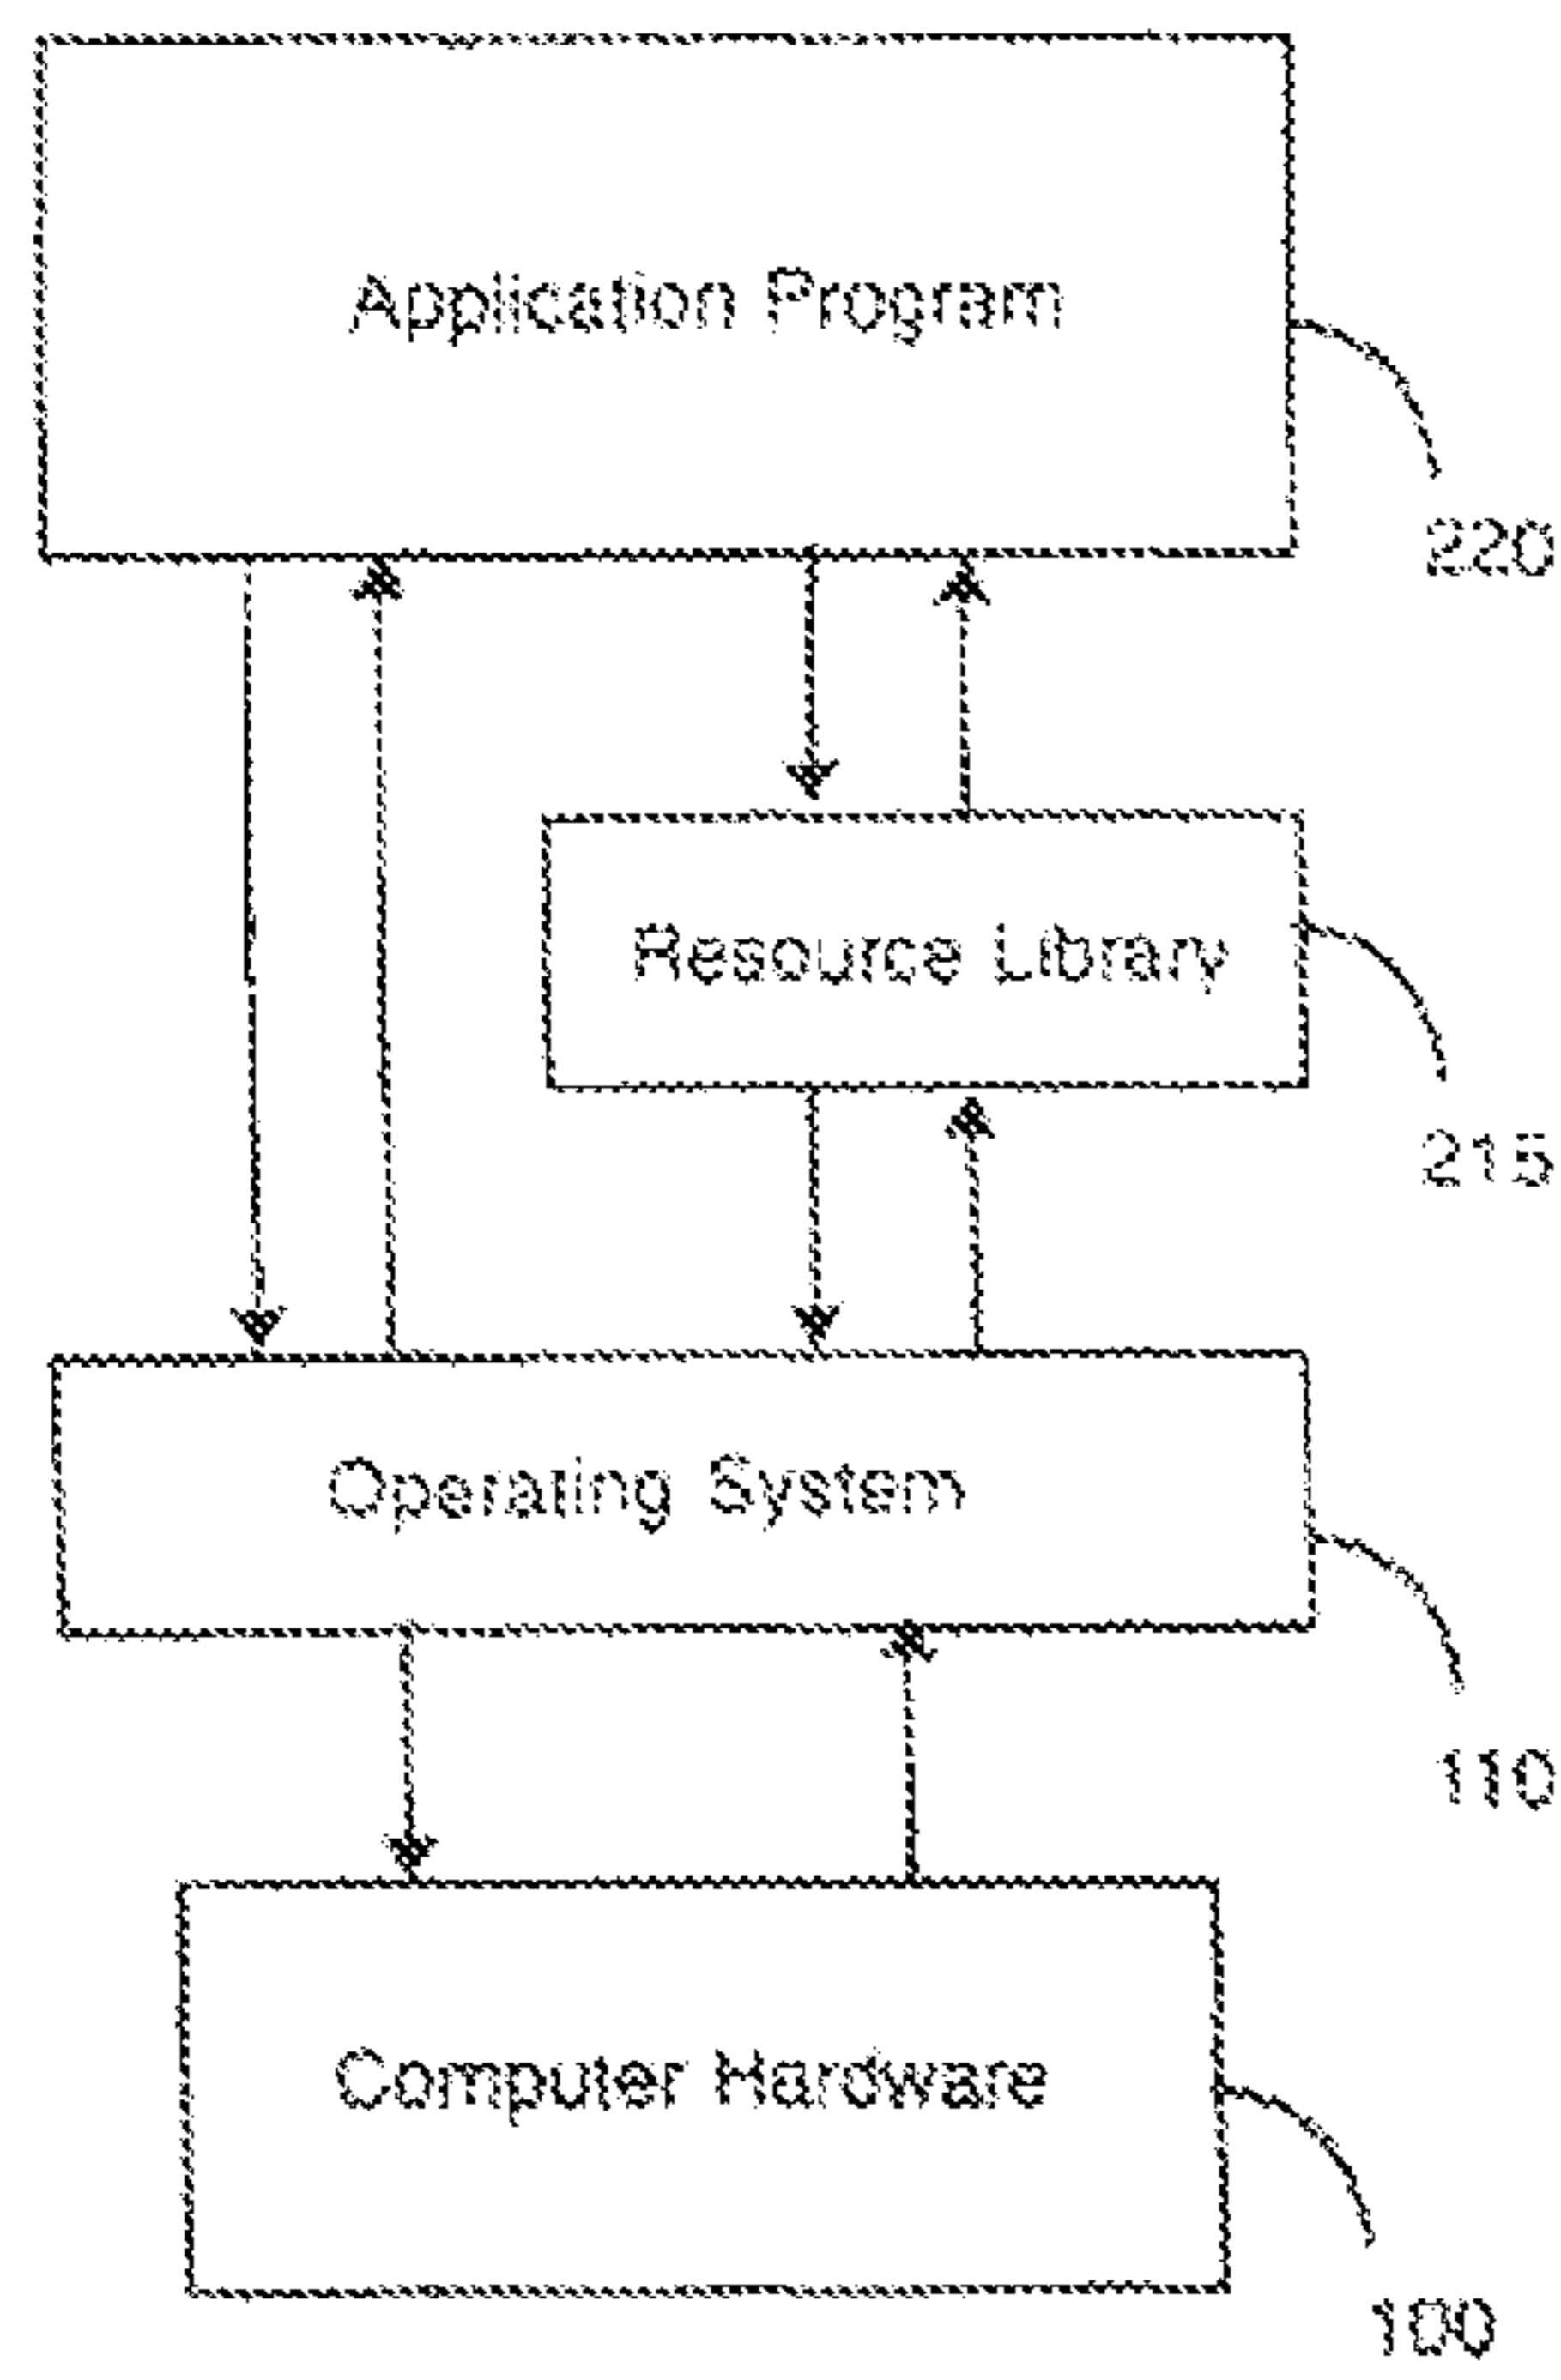 Application Program
220
Resource Library
215
Operating System
110
Computer Hardware
100